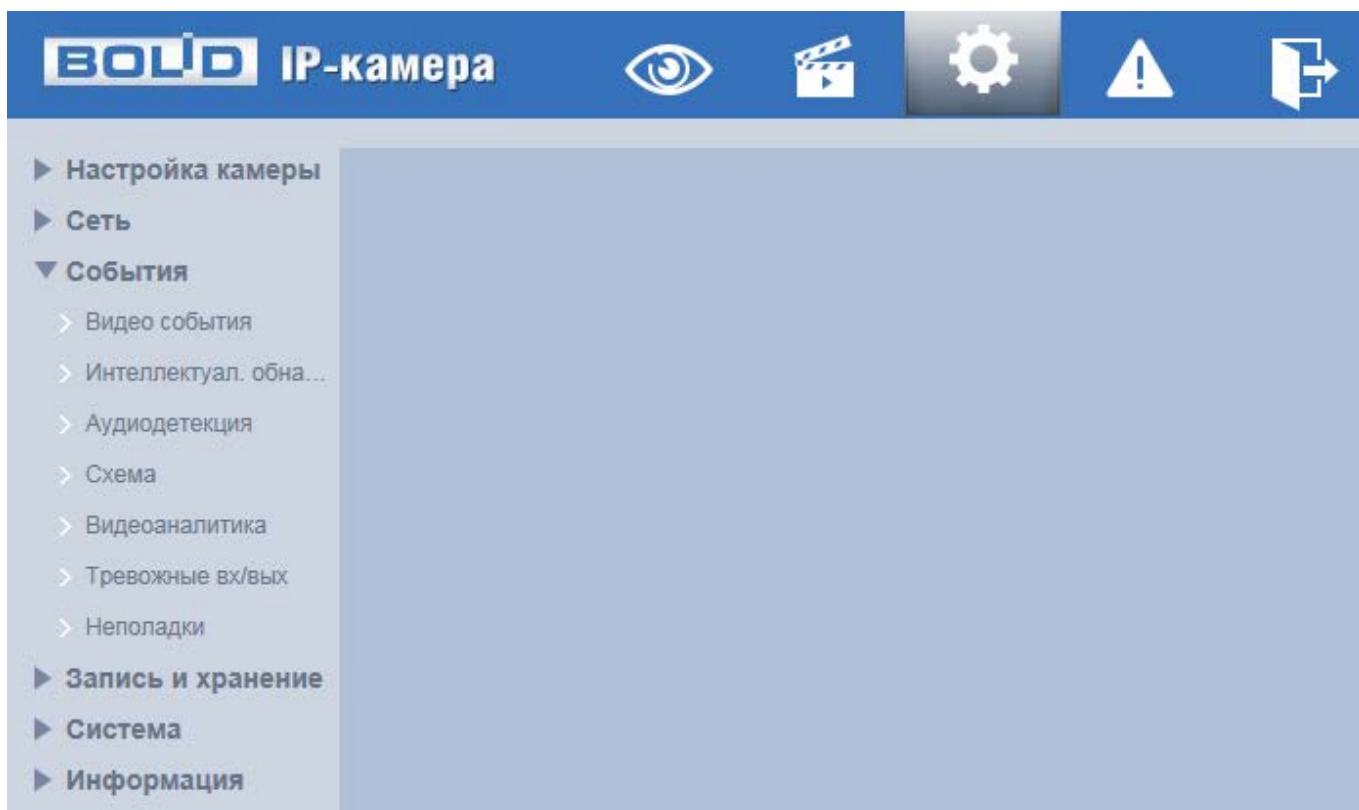 BOLID IP-камера
Настройка камеры
Сеть
События
Видео события
Интеллектуал. обна...
Аудиодетекция
Схема
Видеоаналитика
Тревожные вх/вых
Неполадки
Запись и хранение
Система
Информация